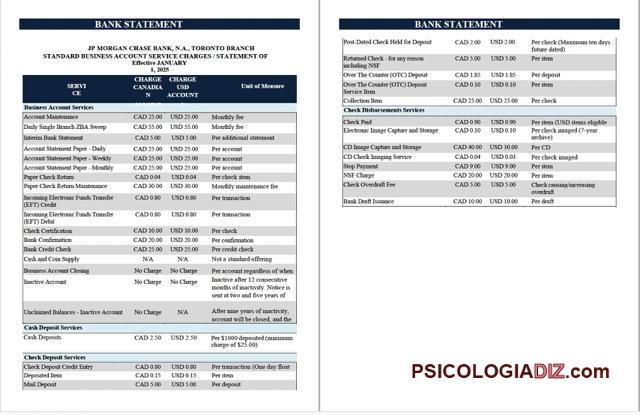 BANK STATEMENT
JP MORGAN CHASE BANK, N.A., TORONTO BRANCH
STANDARD BUSINESS ACCOUNT SERVICE CHARGES / STATEMENT OF
Effective JANUARY
1, 2025
SERVI CE CHARGE CANADIA N CHARGE USD ACCOUNT Unit of Measure
Business Account Services
Account Maintenance CAD 25.00 USD 25.00 Monthly fee
Daily Single Branch ZBA Sweep CAD 55.00 USD 55.00 Monthly fee
Interim Bank Statement CAD 5.00 USD 5.00 Per additional statement
Account Statement Paper - Daily CAD 25.00 USD 25.00 Per account
Account Statement Paper - Weekly CAD 25.00 USD 25.00 Per account
Account Statement Paper - Monthly CAD 25.00 USD 25.00 Per account
Paper Check Return CAD 0.04 USD 0.04 Per check item
Paper Check Return Maintenance CAD 30.00 USD 30.00 Monthly maintenance fee
Incoming Electronic Funds Transfer CAD 0.80 USD 0.80 Per transaction
(EFT) Credit
Incoming Electronic Funds Transfer CAD 0.80 USD 0.80 Per transaction
(EFT) Debit
Check Certification CAD 10.00 USD 10.00 Per check
Bank Confirmation CAD 20.00 USD 20.00 Per confirmation
Bank Credit Check CAD 25.00 USD 25.00 Per credit check
Cash and Coin Supply N/A N/A Not a standard offering
Business Account Closing No Charge No Charge Per account regardless of when
Inactive Account No Charge No Charge Inactive after 12 consecutive
months of inactivity. Notice is
sent at two and five years of
Unclaimed Balances - Inactive Account No Charge N/A After nine years of inactivity,
account will be closed, and the
Cash Deposit Services
Cash Deposits CAD 2.50 USD 2.50 Per $1000 deposited (minimum
charge of $25.00)
Check Deposit Services
Check Deposit Credit Entry CAD 0.80 USD 0.80 Per transaction (One day float
Deposited Item CAD 0.15 USD 0.15 Per item
Mail Deposit CAD 5.00 USD 5.00 Per deposit
BANK STATEMENT
Post-Dated Check Held for Deposit CAD 2.00 USD 2.00 Per check (Maximum ten days
future dated)
Returned Check - for any reason CAD 5.00 USD 5.00 Per item
including NSF
Over The Counter (OTC) Deposit CAD 1.85 USD 1.85 Per deposit
Over The Counter (OTC) Deposit CAD 0.10 USD 0.10 Per item
Service Item
Collection Item CAD 25.00 USD 25.00 Per check
Check Disbursements Services
Check Paid CAD 0.90 USD 0.90 Per item (USD items eligible
Electronic Image Capture and Storage CAD 0.10 USD 0.10 Per check imaged (7-year
archive)
CD Image Capture and Storage CAD 40.00 USD 30.00 Per CD
CD Check Imaging Service CAD 0.04 USD 0.03 Per check imaged
Stop Payment CAD 9.00 USD 9.00 Per item
NSF Charge CAD 20.00 USD 20.00 Per item
Check Overdraft Fee CAD 5.00 USD 5.00 Check causing/increasing
overdraft
Bank Draft Issuance CAD 10.00 USD 10.00 Per draft
PSICOLOGIADIZ.com